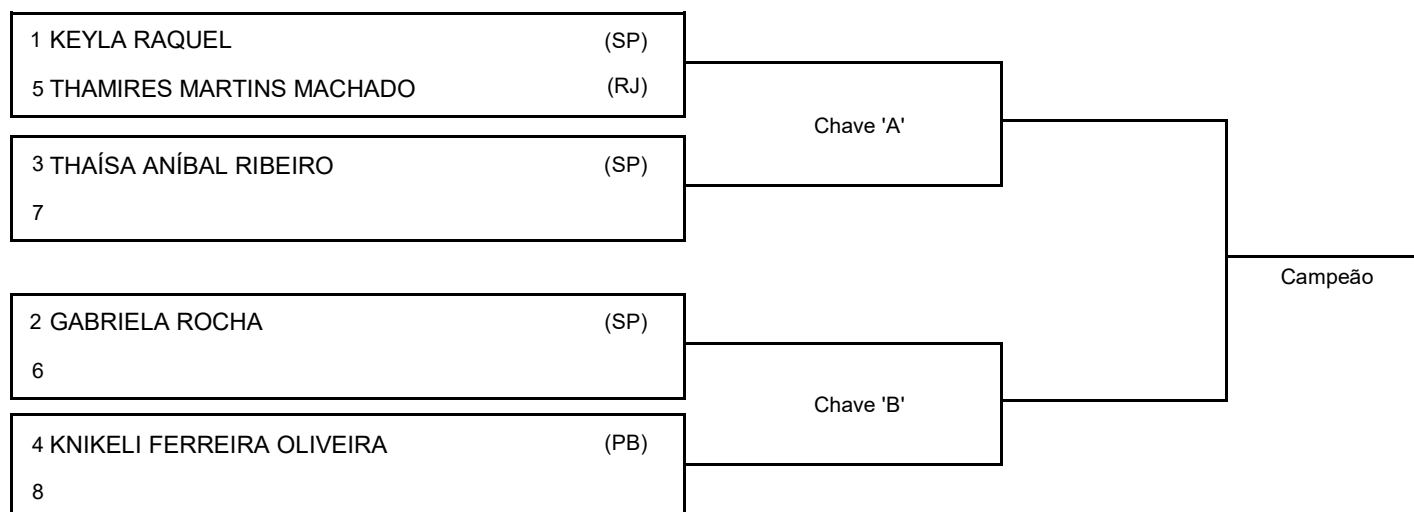 1 KEYLA RAQUEL (SP)
5 THAMIRES MARTINS MACHADO (RJ)
Chave 'A'
3 THAÍSA ANÍBAL RIBEIRO (SP)
7
Campeão
2 GABRIELA ROCHA (SP)
6
Chave 'B'
4 KNIKELI FERREIRA OLIVEIRA (PB)
8